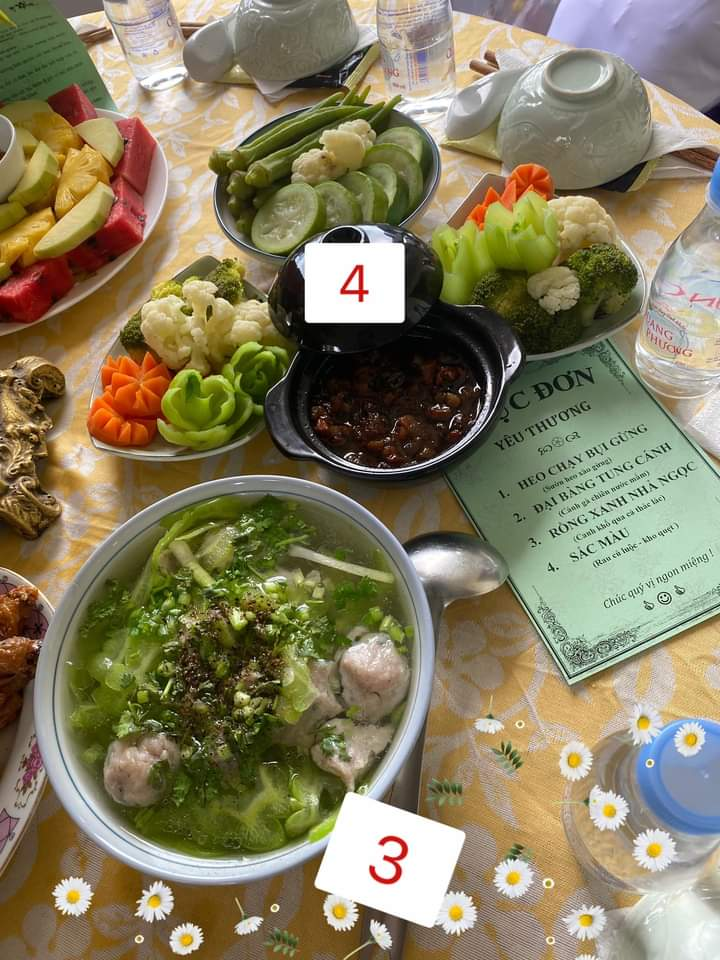 4
ỰC ĐƠN
YÊU THƯƠNG
1. HEO CHẠY BỤI GỪNG
(Sườn heo xào gừng)
2. ĐẠI BÀNG TUNG CÁNH
(Cánh gà chiên nước mắm)
3. RỒNG XANH NHẢ NGỌC
(Canh khổ qua cá thác lác)
4. SẮC MÀU
(Rau củ luộc - kho quẹt)
Chúc quý vị ngon miệng !
3